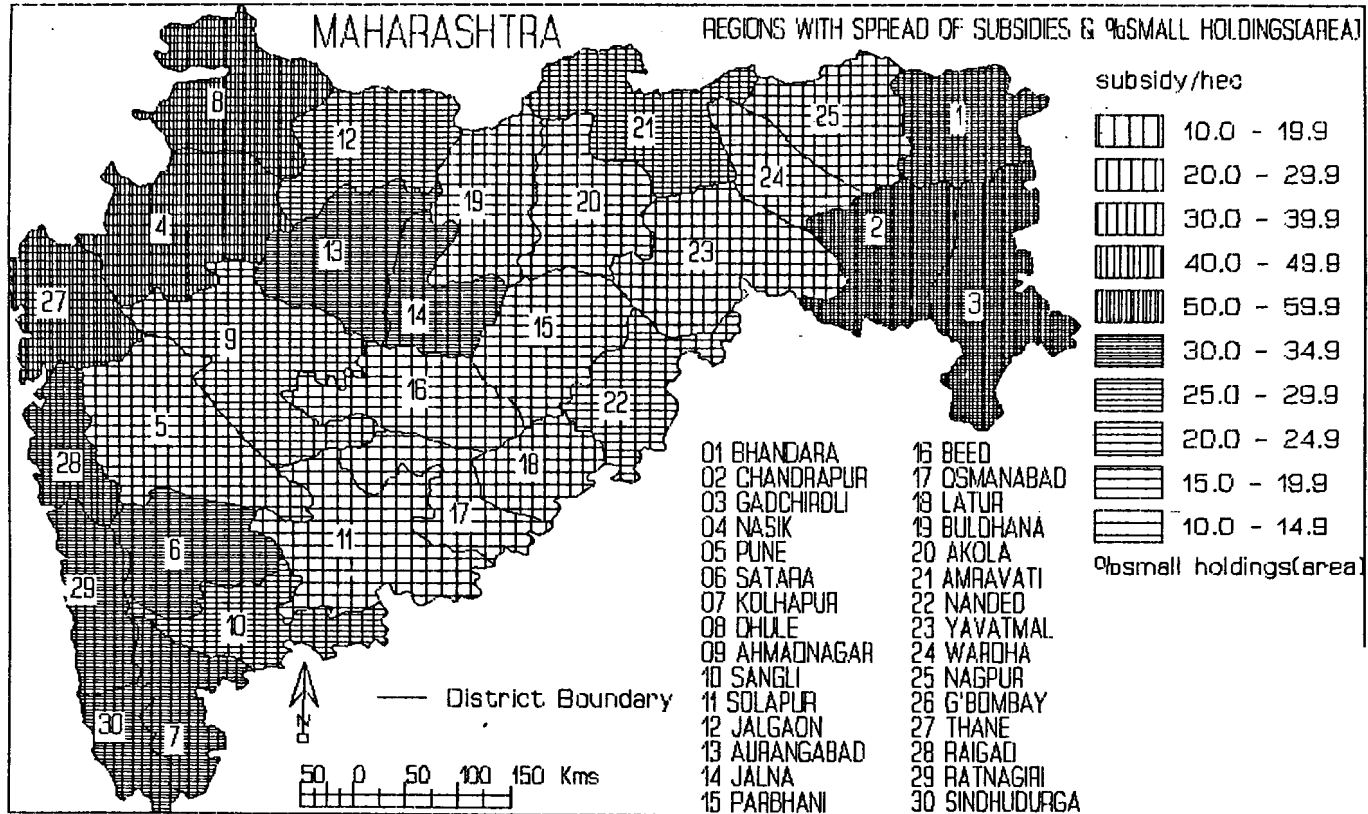 MAHARASHTRA
REGIONS WITH SPREAD OF SUBSIDIES & %SMALL HOLDINGS(AREA)
subsidy/hec
10.0 - 19.9
20.0 - 29.9
30.0 - 39.9
40.0 - 49.9
50.0 - 59.9
30.0 - 34.9
25.0 - 29.9
20.0 - 24.9
15.0 - 19.9
10.0 - 14.9
%small holdings(area)
8
12
21
25
1
4
19
20
24
2
13
23
27
14
3
9
15
16
22
5
28
18
17
11
6
29
10
30
7
01 BHANDARA
02 CHANDRAPUR
03 GADCHIROLI
04 NASIK
05 PUNE
06 SATARA
07 KOLHAPUR
08 DHULE
09 AHMADNAGAR
10 SANGLI
11 SOLAPUR
12 JALGAON
13 AURANGABAD
14 JALNA
15 PARBHANI
16 BEED
17 OSMANABAD
18 LATUR
19 BULDHANA
20 AKOLA
21 AMRAVATI
22 NANDED
23 YAVATMAL
24 WARDHA
25 NAGPUR
26 G'BOMBAY
27 THANE
28 RAIGAD
29 RATNAGIRI
30 SINDHUDURGA
N
District Boundary
50 0 50 100 150 Kms